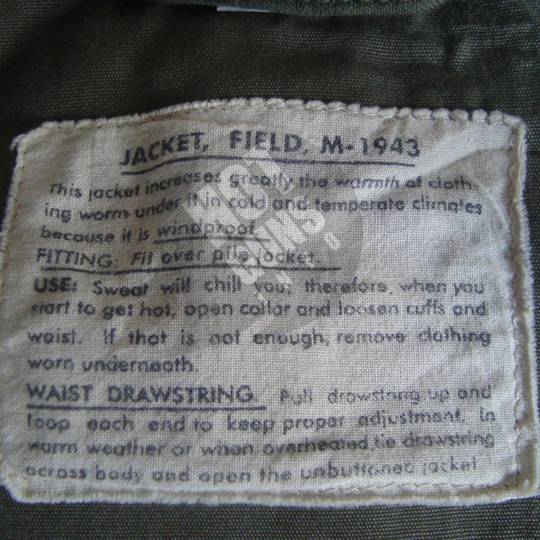 JACKET, FIELD, M-1943
This jacket increases greatly the warmth of cloth-
ing worn under it in cold and temperate climates
because it is windproof.
FITTING: Fit over pile jacket.
USE: Sweat will chill you; therefore, when you
start to get hot, open collar and loosen cuffs and
waist. If that is not enough, remove clothing
worn underneath.
WAIST DRAWSTRING. Pull drawstring up and
loop each end to keep proper adjustment. In
warm weather or when overheated, tie drawstring
across body and open the unbuttoned jacket.